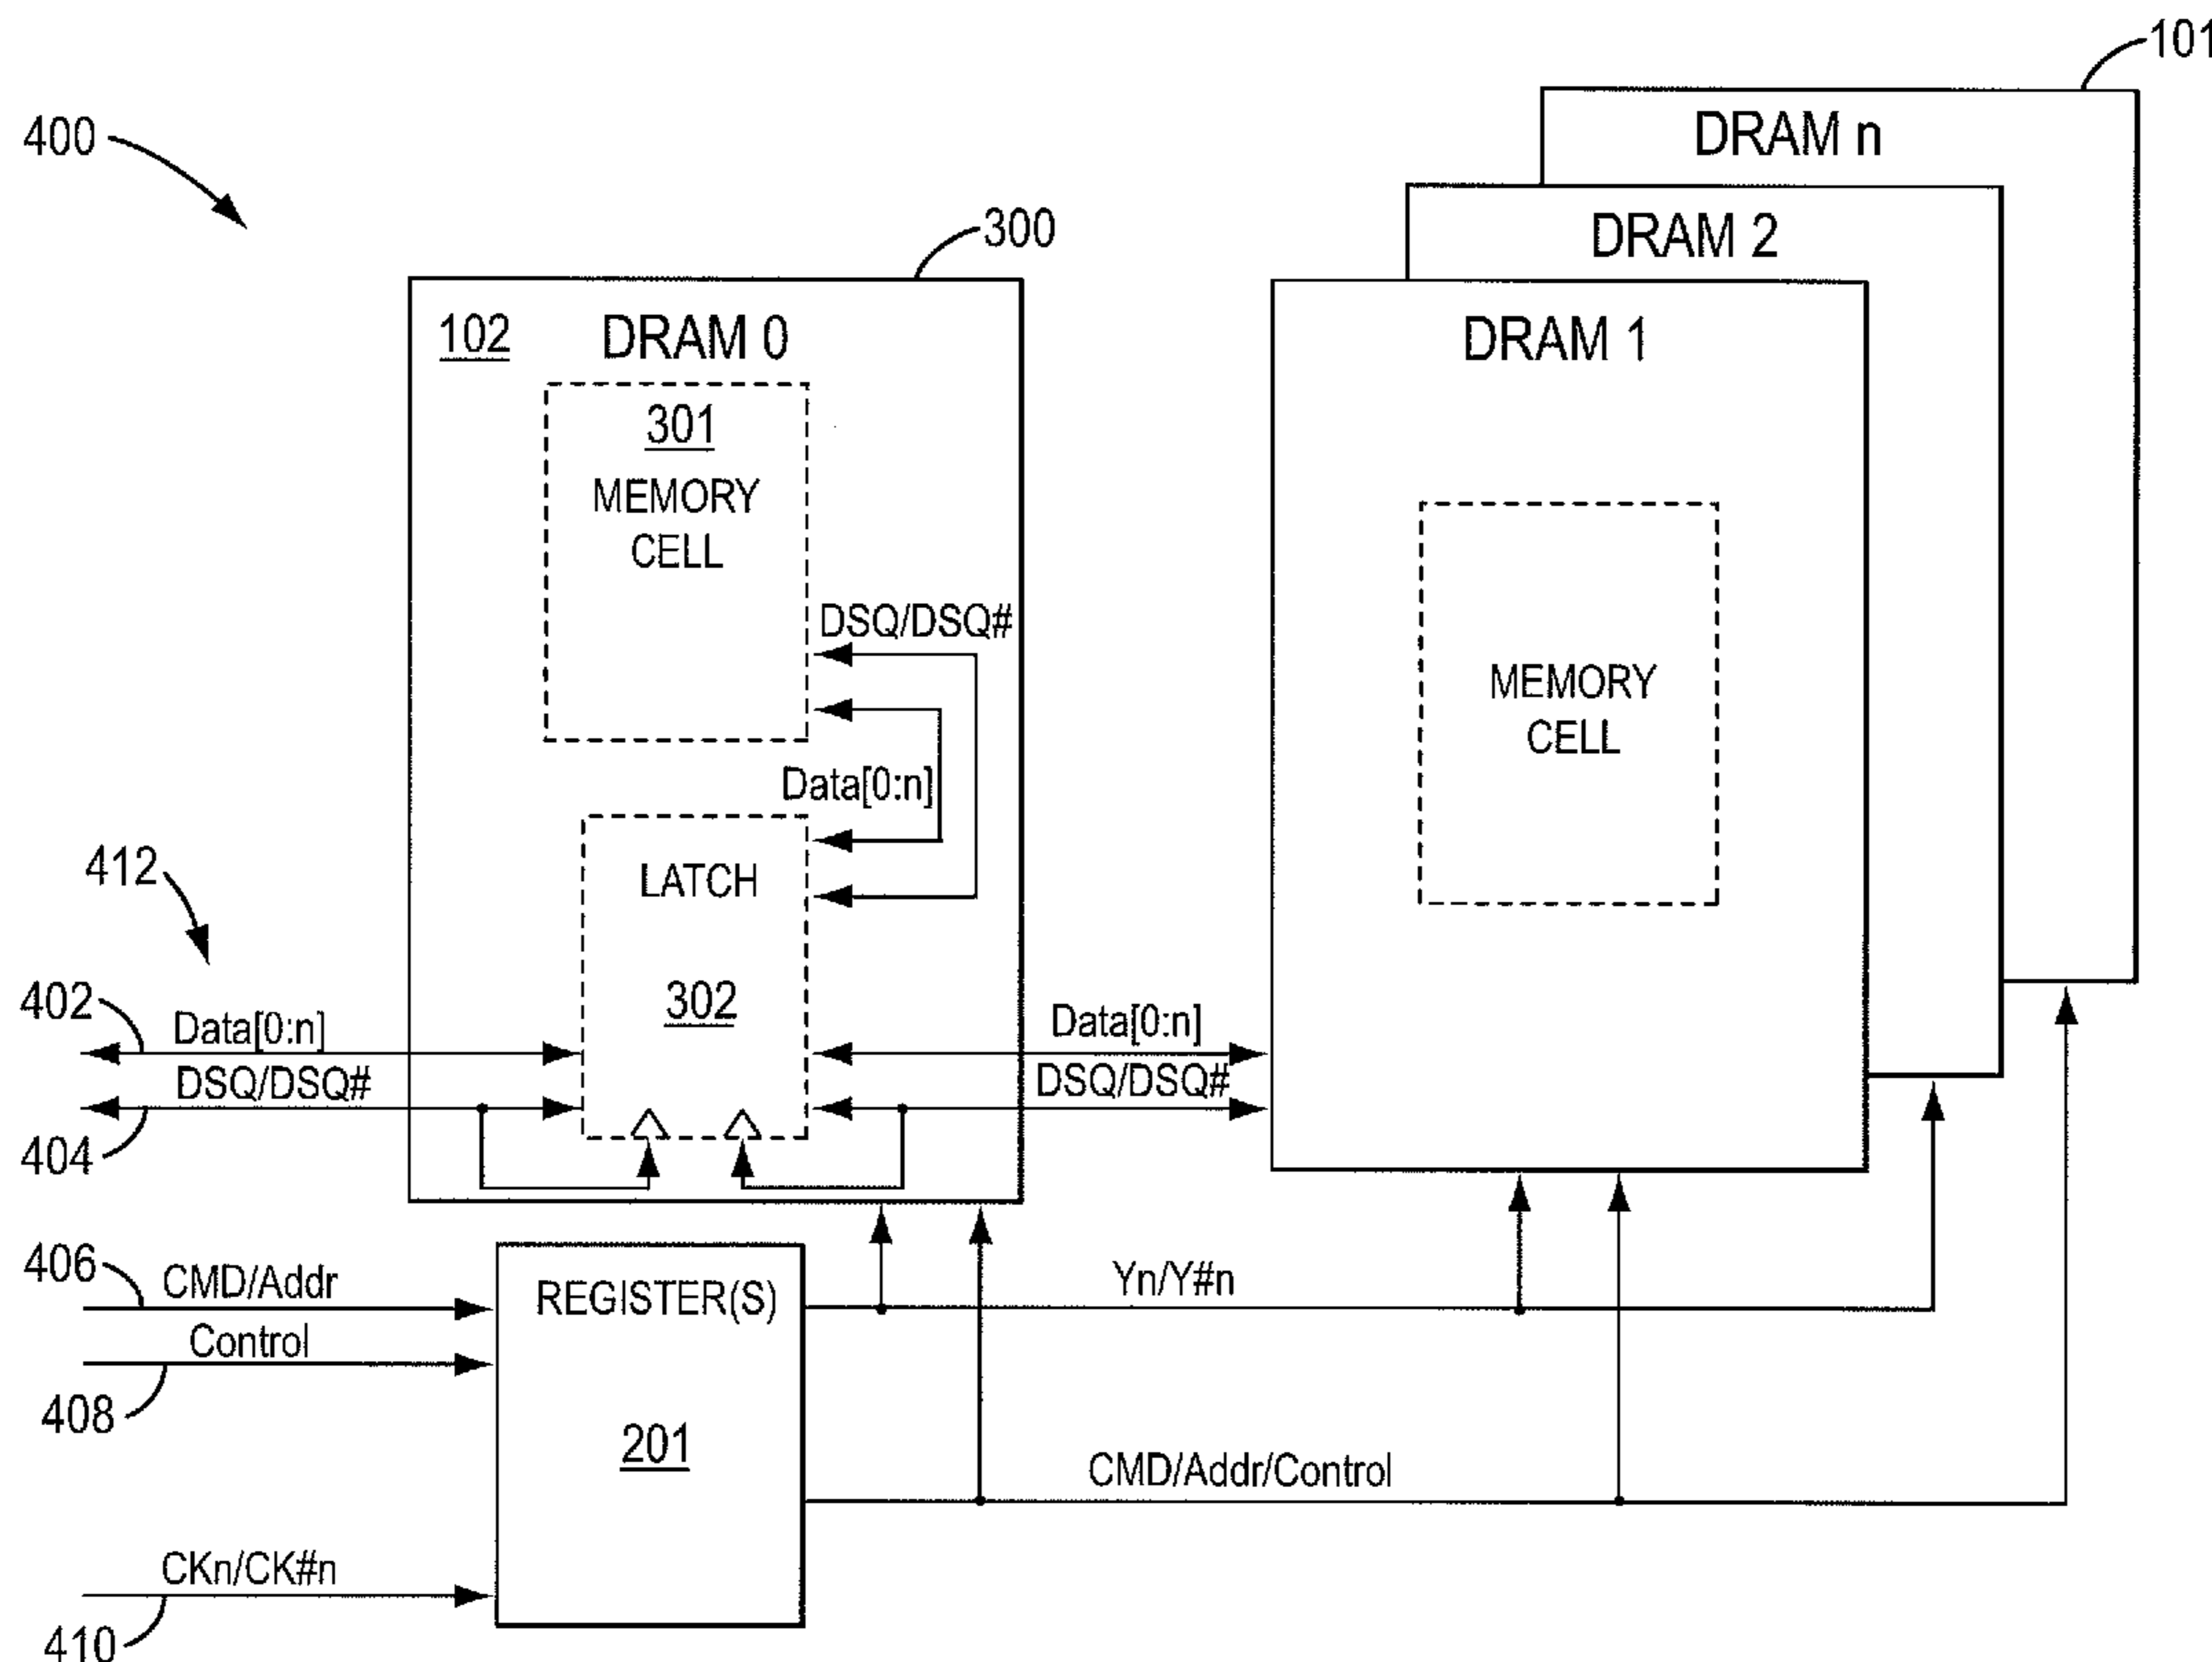 101
DRAM n
400
DRAM 2
300
102
DRAM 0
DRAM 1
301
MEMORY
CELL
DSQ/DSQ#
MEMORY
CELL
Data[0:n]
412
LATCH
302
402
Data[0:n]
Data[0:n]
DSQ/DSQ#
DSQ/DSQ#
404
406
CMD/Addr
REGISTER(S)
Yn/Y#n
Control
408
201
CMD/Addr/Control
CKn/CK#n
410